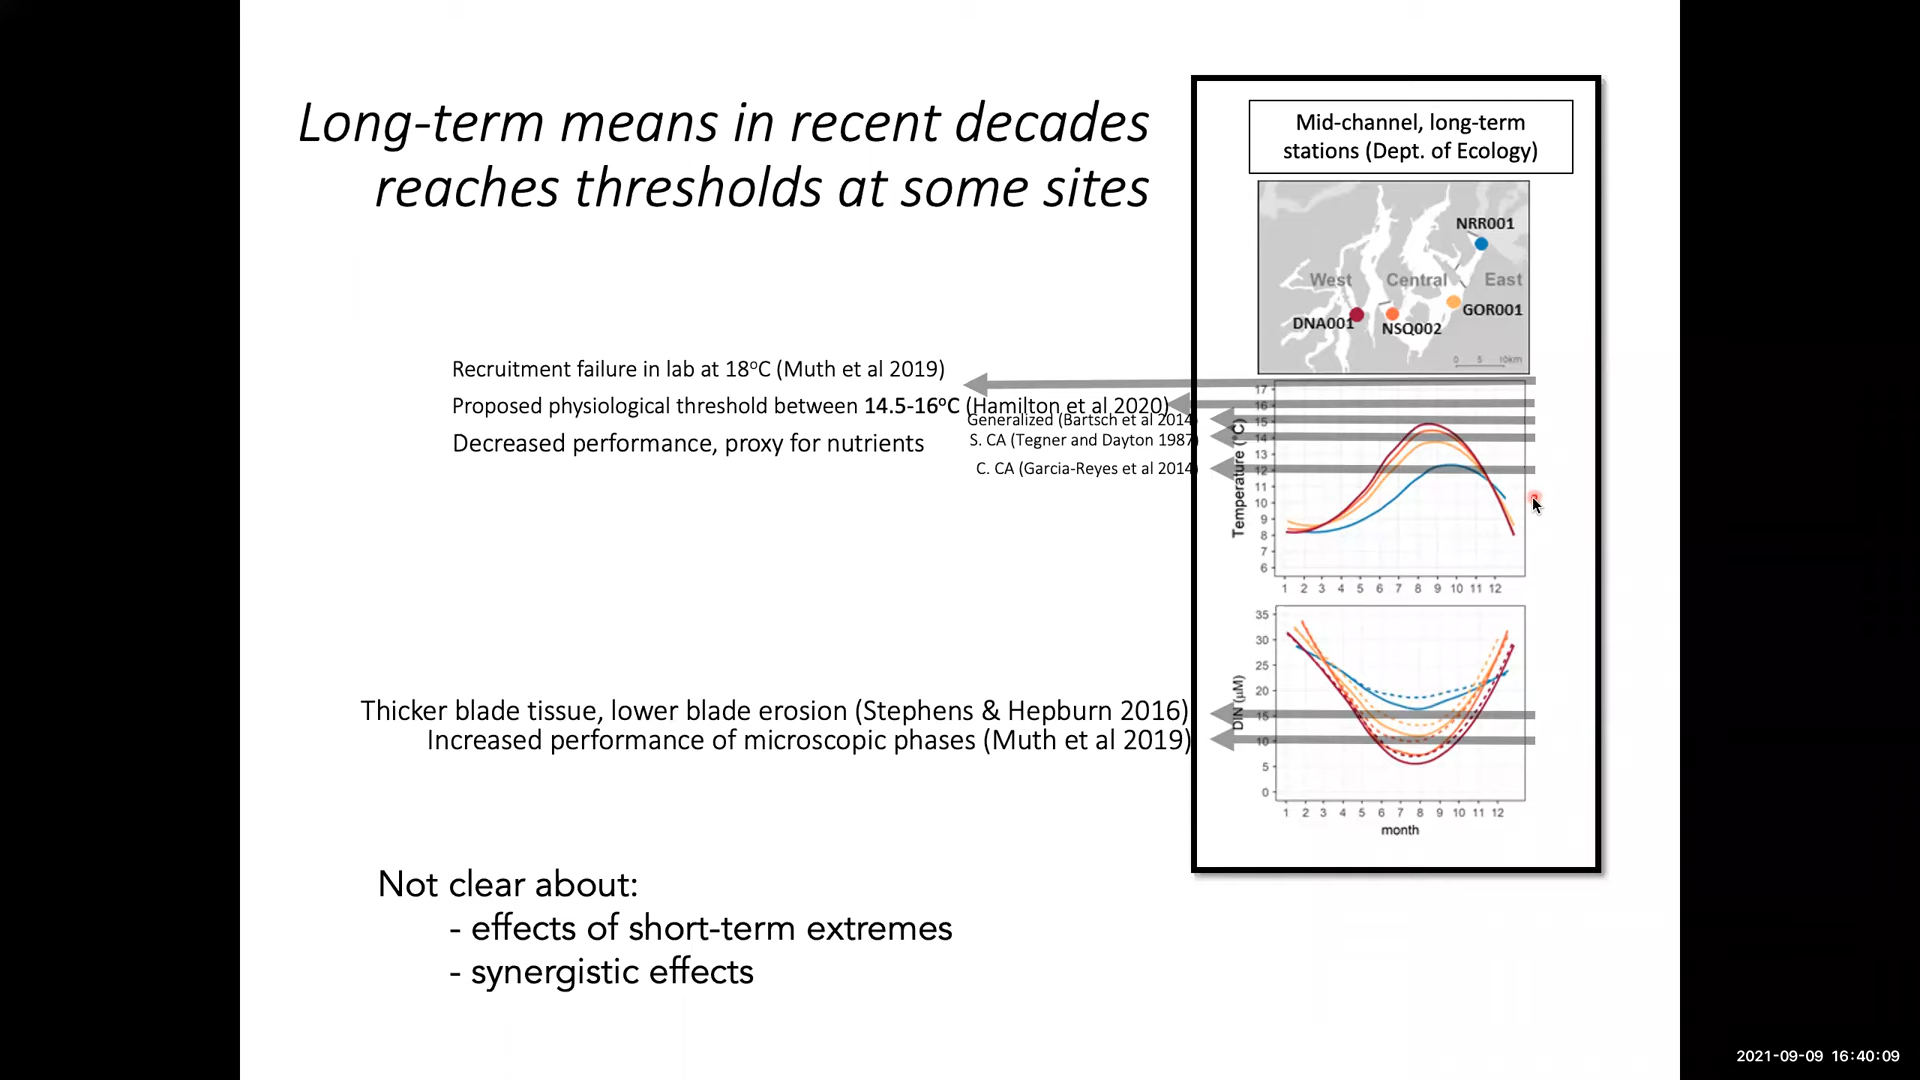 Long-term means in recent decades
reaches thresholds at some sites
Recruitment failure in lab at 18°C (Muth et al 2019)
Proposed physiological threshold between 14.5-16°C (Hamilton et al 2020)
Generalized (Bartsch et al 2014)
Decreased performance, proxy for nutrients
S. CA (Tegner and Dayton 1987)
C. CA (Garcia-Reyes et al 2014)
Thicker blade tissue, lower blade erosion (Stephens & Hepburn 2016)
Increased performance of microscopic phases (Muth et al 2019)
Not clear about:
- effects of short-term extremes
- synergistic effects
Mid-channel, long-term
stations (Dept. of Ecology)
NRR001
West
Central
East
DNA001
NSQ002
GOR001
0 5 10km
Temperature (°C)
17
16
15
14
13
12
11
10
9
8
7
6
1 2 3 4 5 6 7 8 9 10 11 12
DIN (µM)
35
30
25
20
15
10
5
0
1 2 3 4 5 6 7 8 9 10 11 12
month
2021-09-09 16:40:09